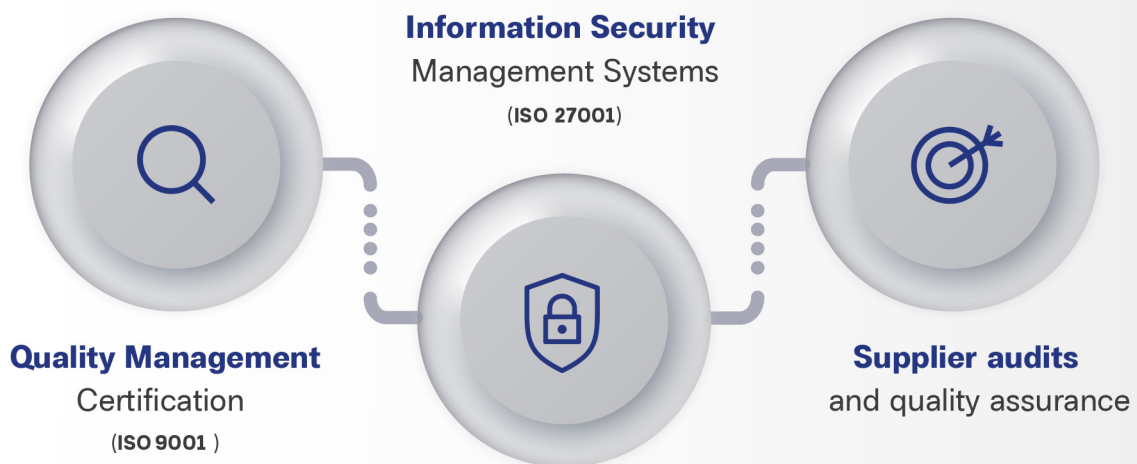 Information Security
Management Systems
(ISO 27001)
Quality Management
Certification
(ISO 9001 )
Supplier audits
and quality assurance